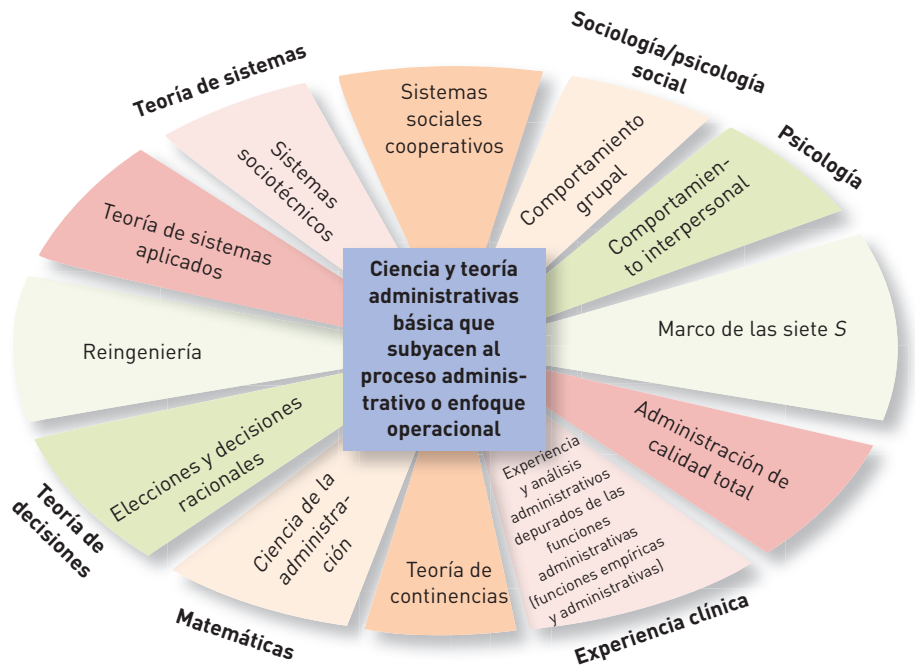 Teoría de sistemas
Sistemas
sociotécnicos
Sistemas
sociales
cooperativos
Sociología/psicología
social
Comportamiento
grupal
Psicología
Comportamien-
to interpersonal
Marco de las siete S
Administración de
calidad total
Experiencia
y análisis
administrativos
depurados de las
funciones
administrativas
(funciones empíricas
y administrativas)
Experiencia clínica
Teoría de
continencias
Ciencia de la
administra-
ción
Matemáticas
Elecciones y decisiones
racionales
Teoría de
decisiones
Reingeniería
Teoría de sistemas
aplicados
Ciencia y teoría
administrativas
básica que
subyacen al
proceso adminis-
trativo o enfoque
operacional